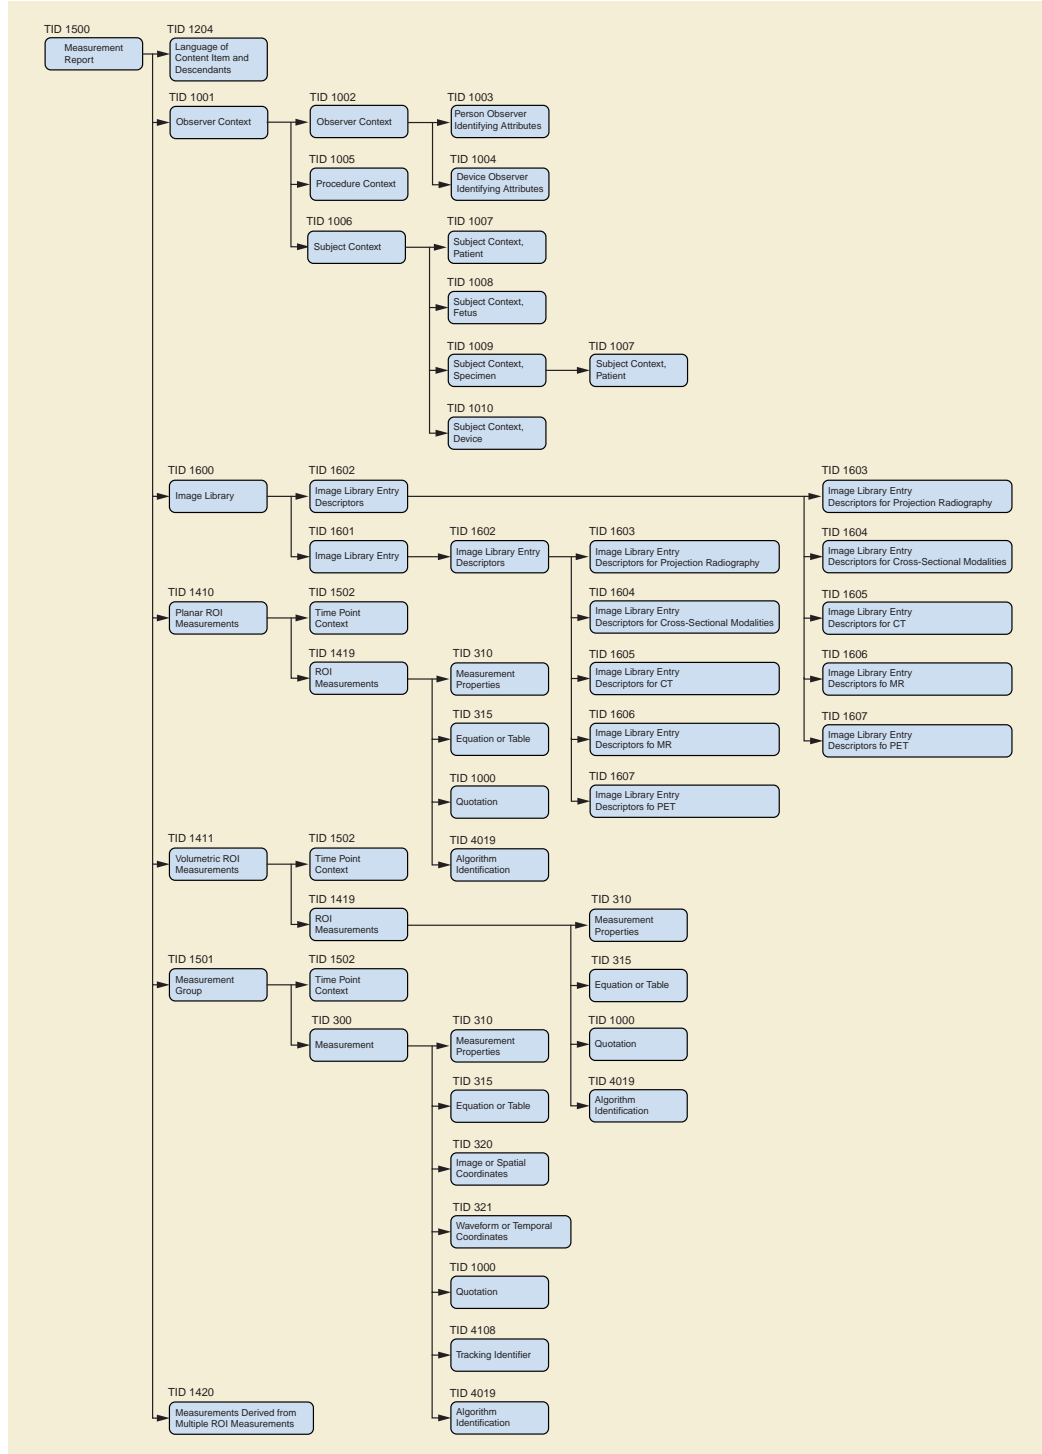 TID 1500
Measurement
Report
TID 1204
Language of
Content Item and
Descendants
TID 1001
Observer Context
TID 1002
Observer Context
TID 1003
Person Observer
Identifying Attributes
TID 1004
Device Observer
Identifying Attributes
TID 1005
Procedure Context
TID 1006
Subject Context
TID 1007
Subject Context,
Patient
TID 1008
Subject Context,
Fetus
TID 1009
Subject Context,
Specimen
TID 1007
Subject Context,
Patient
TID 1010
Subject Context,
Device
TID 1600
Image Library
TID 1602
Image Library Entry
Descriptors
TID 1603
Image Library Entry
Descriptors for Projection Radiography
TID 1604
Image Library Entry
Descriptors for Cross-Sectional Modalities
TID 1605
Image Library Entry
Descriptors for CT
TID 1606
Image Library Entry
Descriptors fo MR
TID 1607
Image Library Entry
Descriptors fo PET
TID 1601
Image Library Entry
TID 1602
Image Library Entry
Descriptors
TID 1603
Image Library Entry
Descriptors for Projection Radiography
TID 1604
Image Library Entry
Descriptors for Cross-Sectional Modalities
TID 1605
Image Library Entry
Descriptors for CT
TID 1606
Image Library Entry
Descriptors fo MR
TID 1607
Image Library Entry
Descriptors fo PET
TID 1410
Planar ROI
Measurements
TID 1502
Time Point
Context
TID 1419
ROI
Measurements
TID 310
Measurement
Properties
TID 315
Equation or Table
TID 1000
Quotation
TID 4019
Algorithm
Identification
TID 1411
Volumetric ROI
Measurements
TID 1502
Time Point
Context
TID 1419
ROI
Measurements
TID 310
Measurement
Properties
TID 315
Equation or Table
TID 1000
Quotation
TID 4019
Algorithm
Identification
TID 1501
Measurement
Group
TID 1502
Time Point
Context
TID 300
Measurement
TID 310
Measurement
Properties
TID 315
Equation or Table
TID 320
Image or Spatial
Coordinates
TID 321
Waveform or Temporal
Coordinates
TID 1000
Quotation
TID 4108
Tracking Identifier
TID 4019
Algorithm
Identification
TID 1420
Measurements Derived from
Multiple ROI Measurements